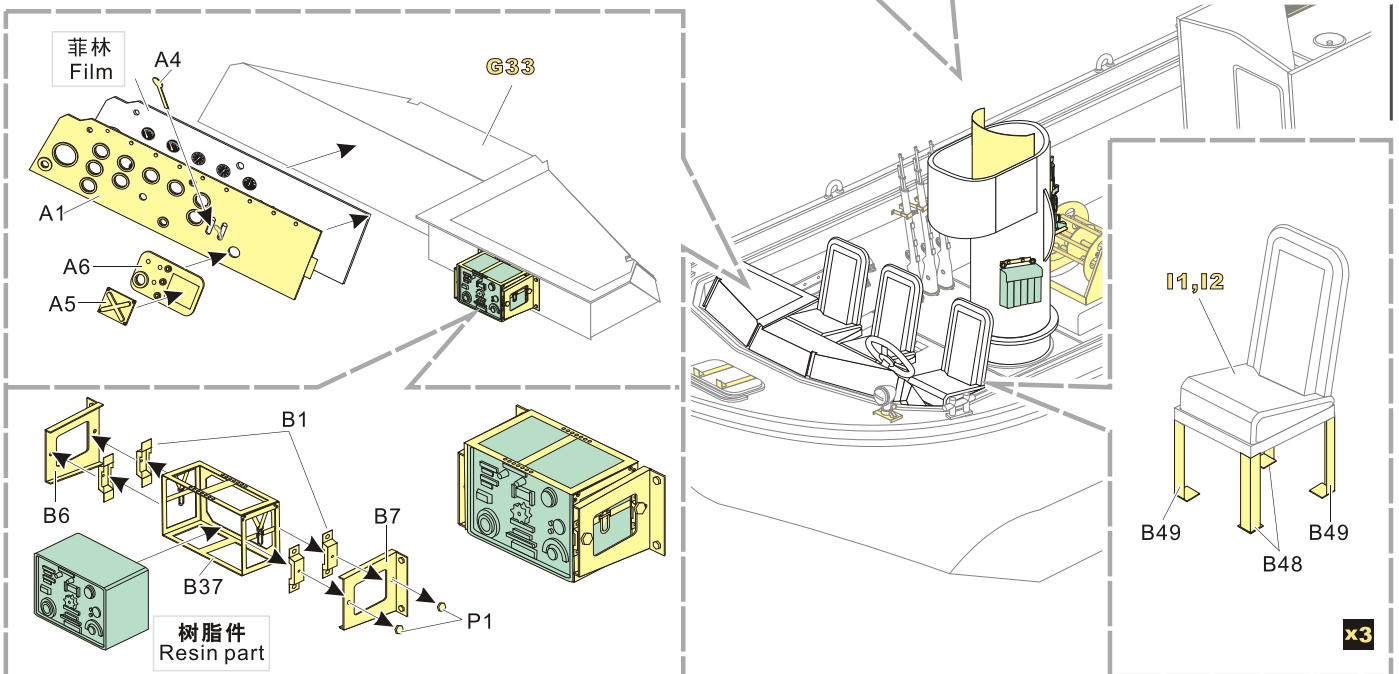 菲林
Film
A4
G33
A1
A6
A5
B1
B6
B7
B37
P1
树脂件
Resin part
I1,I2
B49
B49
B48
x3